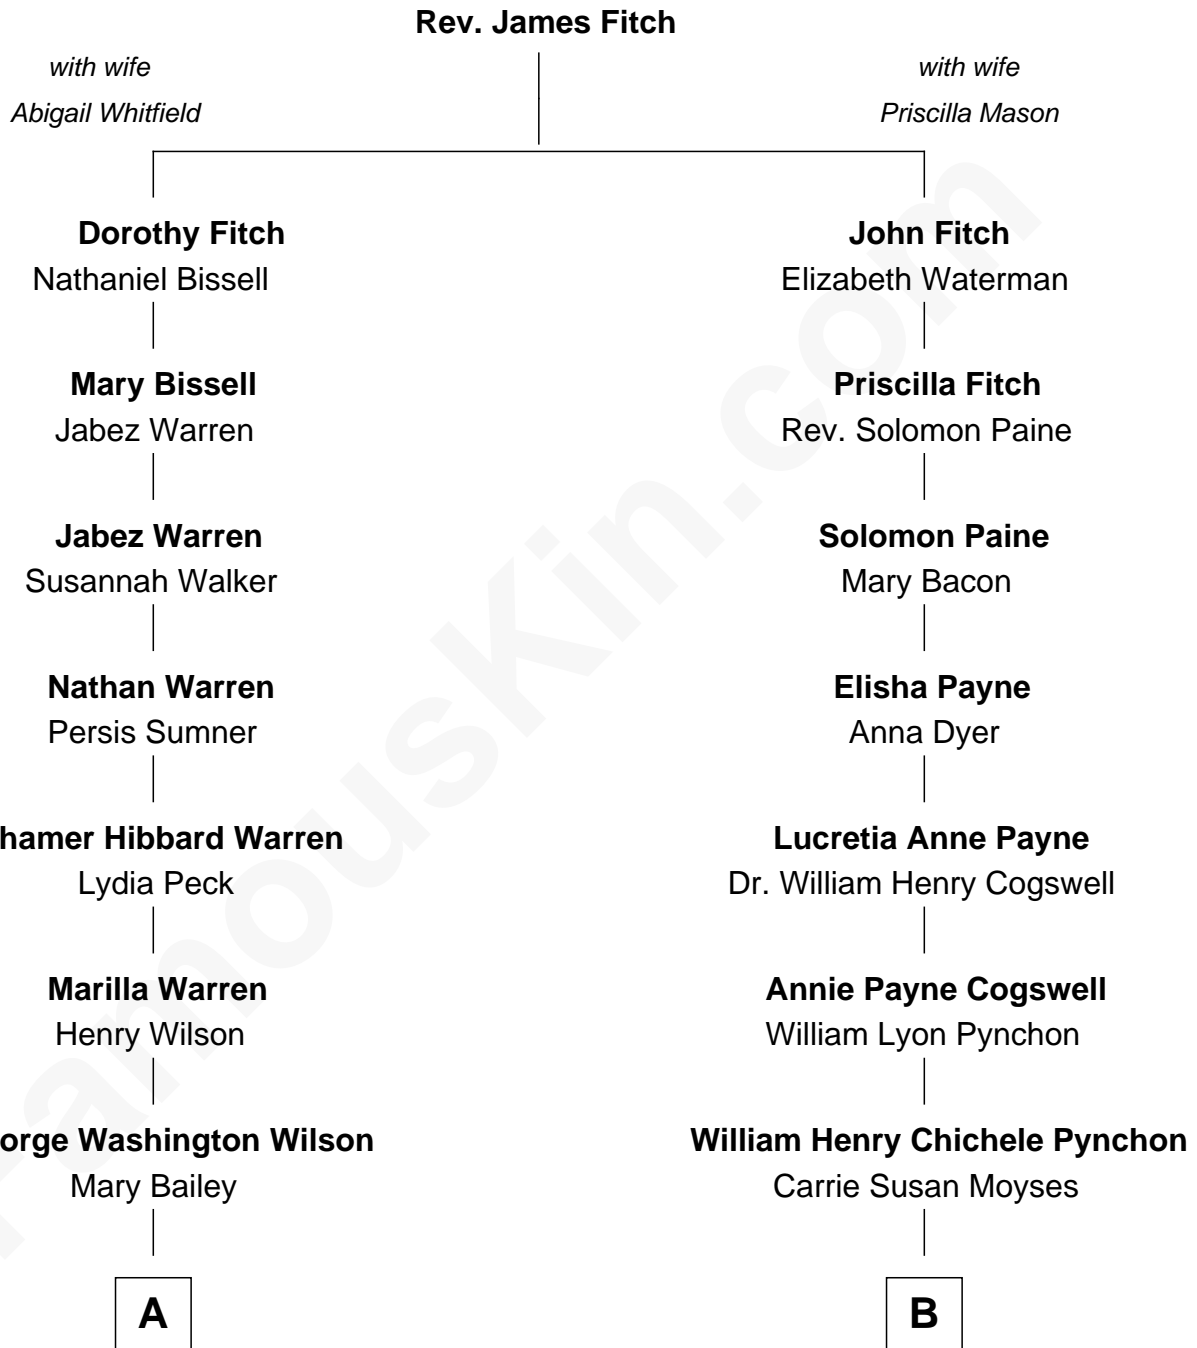 Rev. James Fitch
with wife
Abigail Whitfield
with wife
Priscilla Mason
Dorothy Fitch
Nathaniel Bissell
John Fitch
Elizabeth Waterman
Mary Bissell
Jabez Warren
Priscilla Fitch
Rev. Solomon Paine
Jabez Warren
Susannah Walker
Solomon Paine
Mary Bacon
Nathan Warren
Persis Sumner
Elisha Payne
Anna Dyer
hamer Hibbard Warren
Lydia Peck
Lucretia Anne Payne
Dr. William Henry Cogswell
Marilla Warren
Henry Wilson
Annie Payne Cogswell
William Lyon Pynchon
orge Washington Wilson
Mary Bailey
William Henry Chichele Pynchon
Carrie Susan Moyses
A
B
FamousKin.com